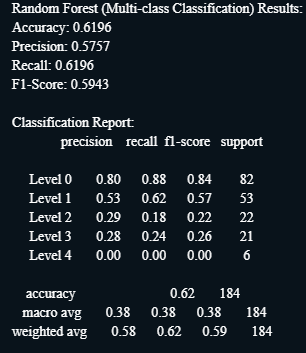 Random Forest (Multi-class Classification) Results:
Accuracy: 0.6196
Precision: 0.5757
Recall: 0.6196
F1-Score: 0.5943
Classification Report:
precision recall f1-score support
Level 0 0.80 0.88 0.84 82
Level 1 0.53 0.62 0.57 53
Level 2 0.29 0.18 0.22 22
Level 3 0.28 0.24 0.26 21
Level 4 0.00 0.00 0.00 6
accuracy 0.62 184
macro avg 0.38 0.38 0.38 184
weighted avg 0.58 0.62 0.59 184